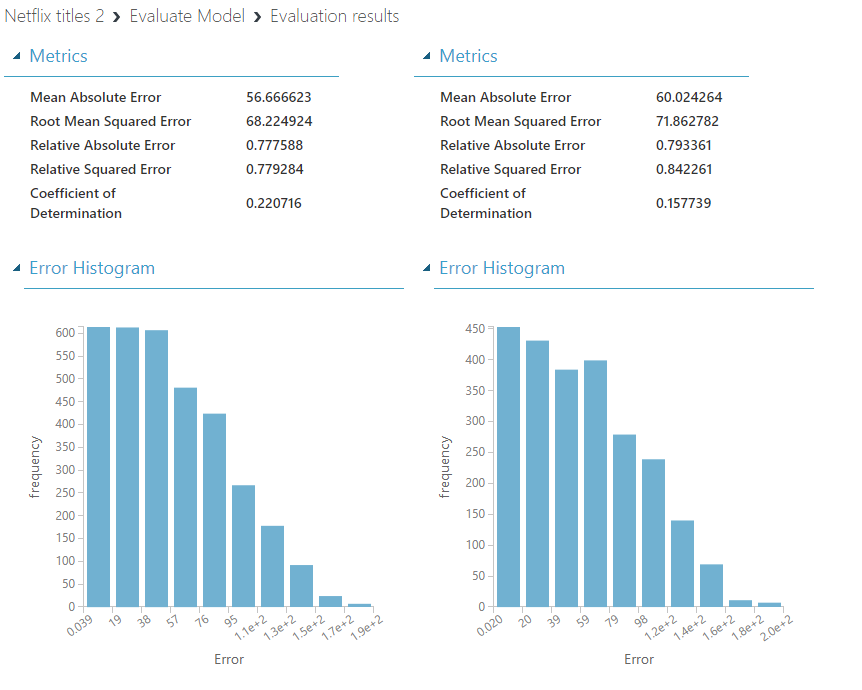 Netflix titles 2 › Evaluate Model › Evaluation results
Metrics
Mean Absolute Error 56.666623
Root Mean Squared Error 68.224924
Relative Absolute Error 0.777588
Relative Squared Error 0.779284
Coefficient of
Determination 0.220716
Error Histogram
600
550
500
450
400
350
300
250
200
150
100
50
0
frequency
0.039 19 38 57 76 95 1.1e+2 1.3e+2 1.5e+2 1.7e+2 1.9e+2
Error
Metrics
Mean Absolute Error 60.024264
Root Mean Squared Error 71.862782
Relative Absolute Error 0.793361
Relative Squared Error 0.842261
Coefficient of
Determination 0.157739
Error Histogram
450
400
350
300
250
200
150
100
50
0
frequency
0.020 20 39 59 79 98 1.2e+2 1.4e+2 1.6e+2 1.8e+2 2.0e+2
Error